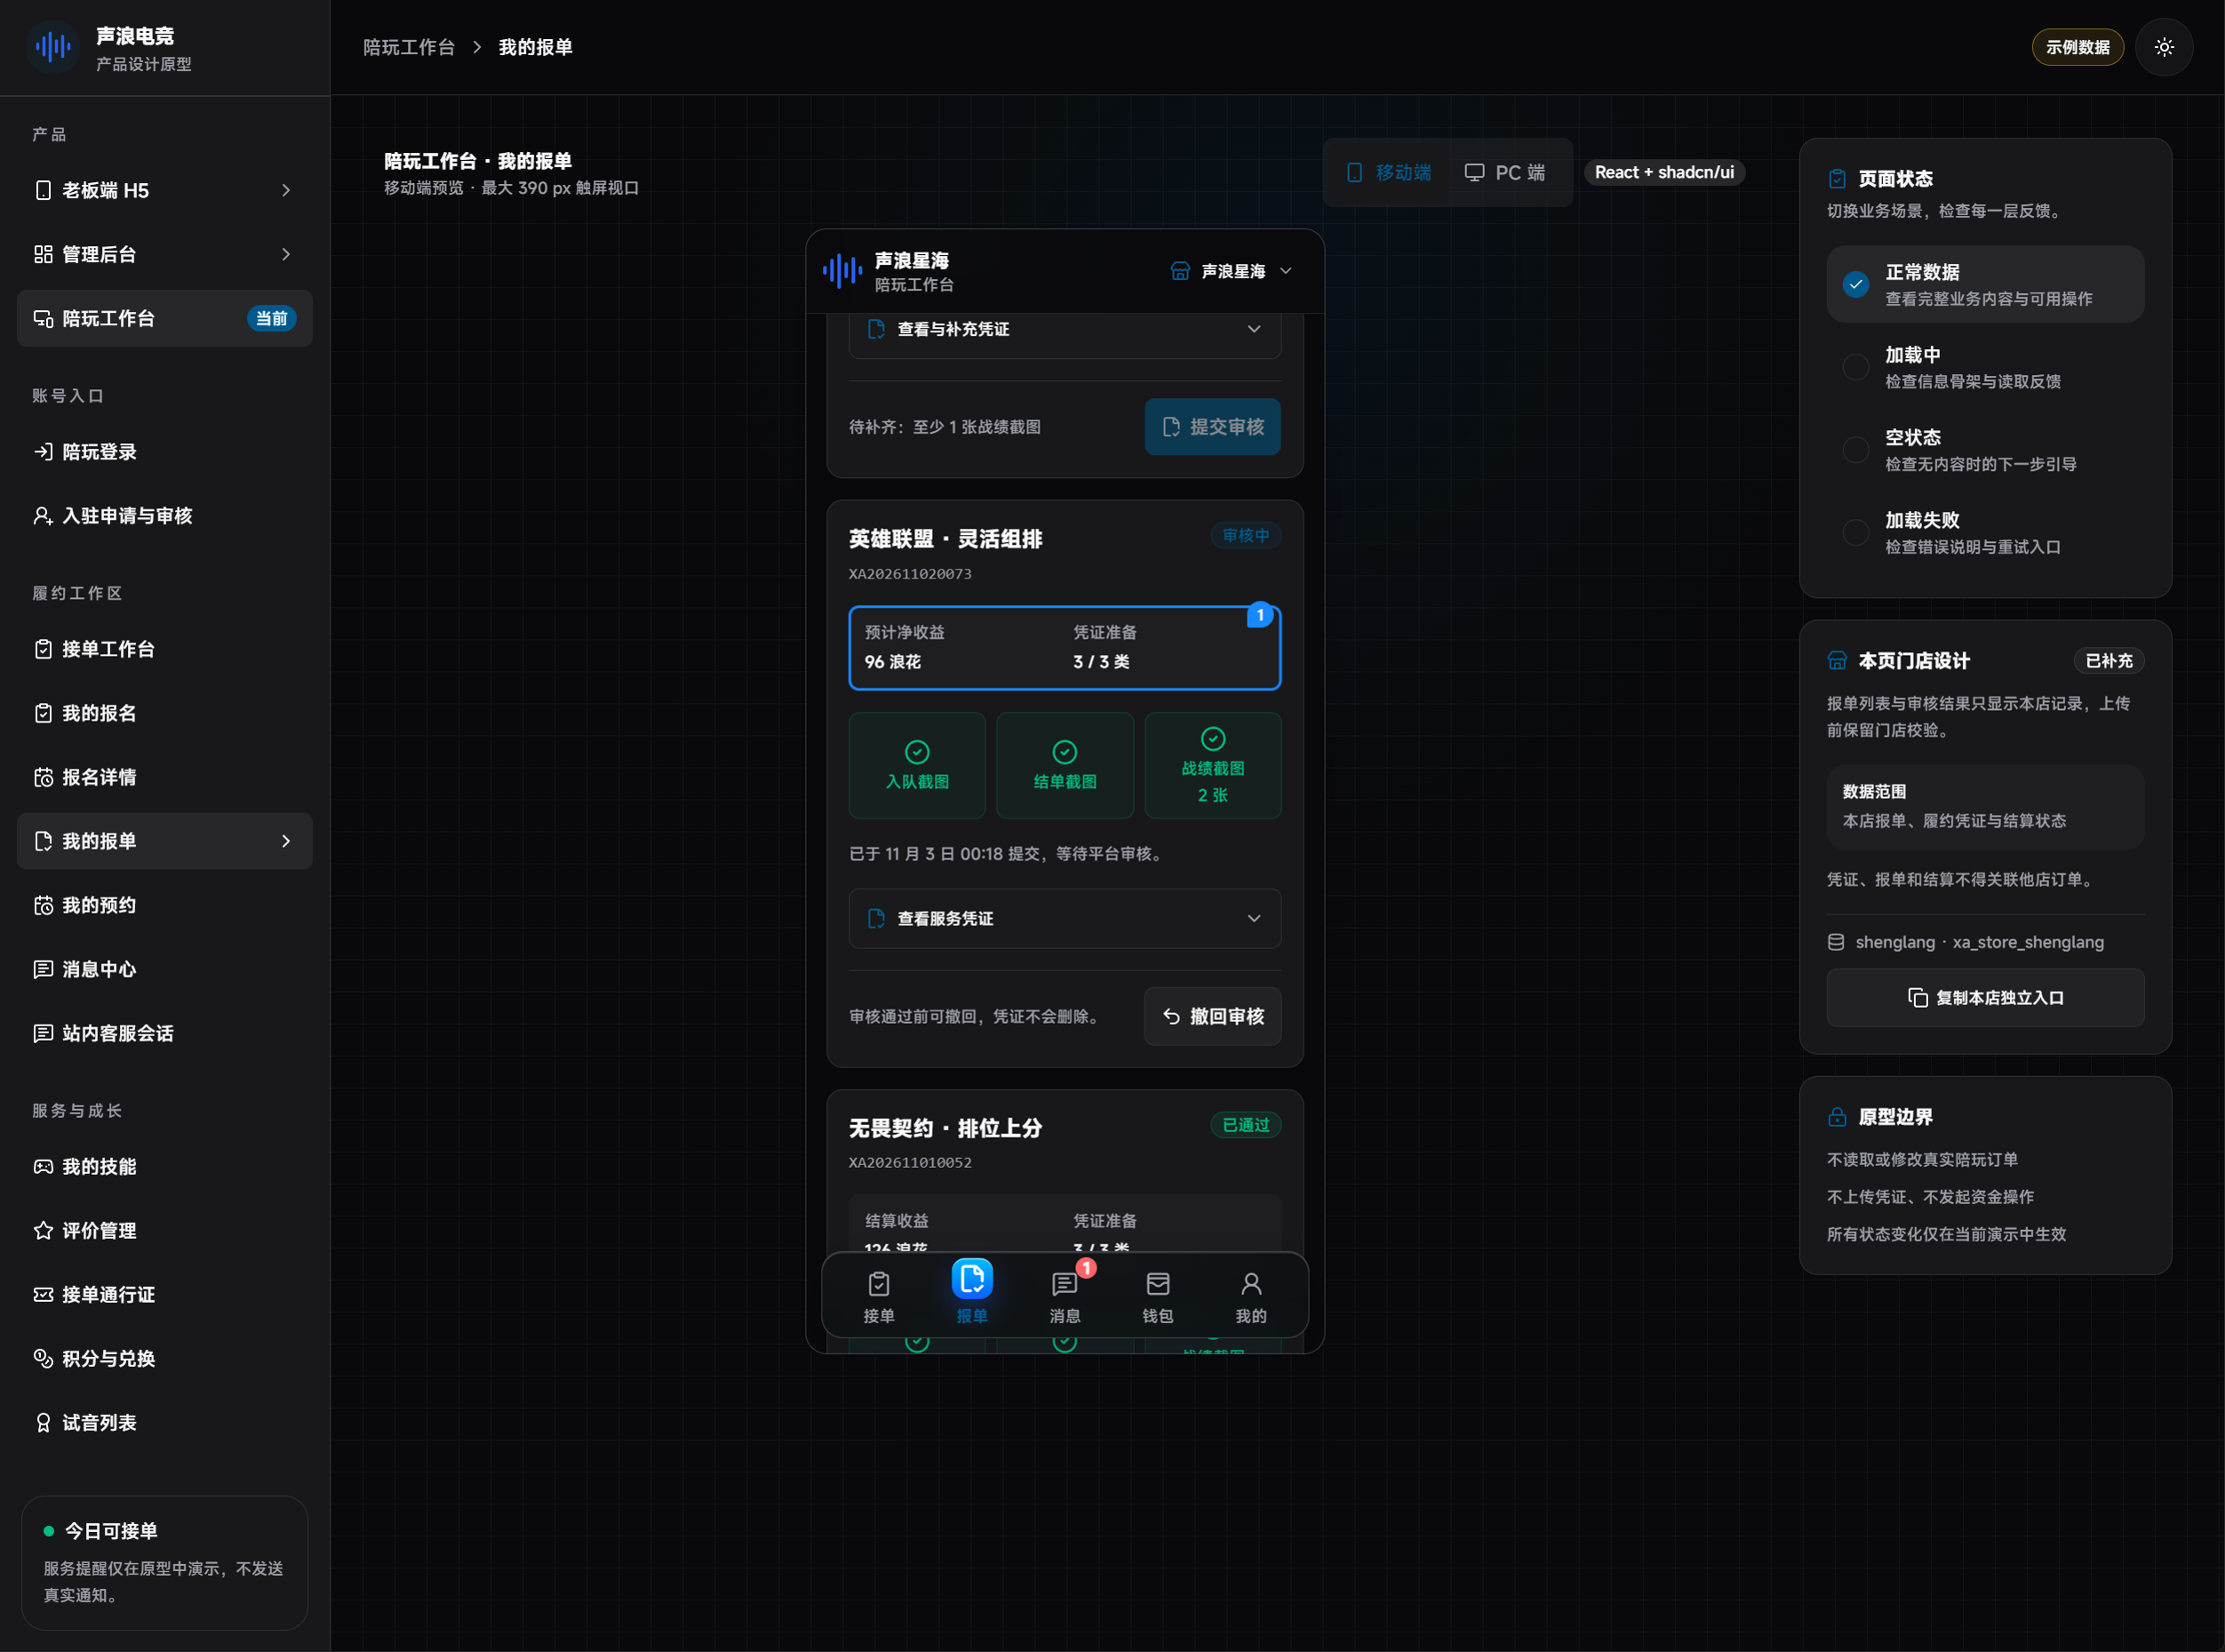 声浪电竞
产品设计原型
产品
老板端 H5
管理后台
陪玩工作台
当前
账号入口
陪玩登录
入驻申请与审核
履约工作区
接单工作台
我的报名
报名详情
我的报单
我的预约
消息中心
站内客服会话
服务与成长
我的技能
评价管理
接单通行证
积分与兑换
试音列表
今日可接单
服务提醒仅在原型中演示，不发送
真实通知。
陪玩工作台 > 我的报单
示例数据
陪玩工作台 · 我的报单
移动端预览 · 最大 390 px 触屏视口
移动端
PC 端
React + shadcn/ui
声浪星海
陪玩工作台
声浪星海
查看与补充凭证
待补齐：至少 1 张战绩截图
提交审核
英雄联盟 · 灵活组排
审核中
XA202611020073
1
预计净收益
凭证准备
96 浪花
3 / 3 类
入队截图
结单截图
战绩截图
2 张
已于 11 月 3 日 00:18 提交，等待平台审核。
查看服务凭证
审核通过前可撤回，凭证不会删除。
撤回审核
无畏契约 · 排位上分
已通过
XA202611010052
结算收益
凭证准备
126 浪花
3 / 3 类
接单
报单
消息
1
钱包
我的
战绩截图
页面状态
切换业务场景，检查每一层反馈。
正常数据
查看完整业务内容与可用操作
加载中
检查信息骨架与读取反馈
空状态
检查无内容时的下一步引导
加载失败
检查错误说明与重试入口
本页门店设计
已补充
报单列表与审核结果只显示本店记录，上传
前保留门店校验。
数据范围
本店报单、履约凭证与结算状态
凭证、报单和结算不得关联他店订单。
shenglang · xa_store_shenglang
复制本店独立入口
原型边界
不读取或修改真实陪玩订单
不上传凭证、不发起资金操作
所有状态变化仅在当前演示中生效